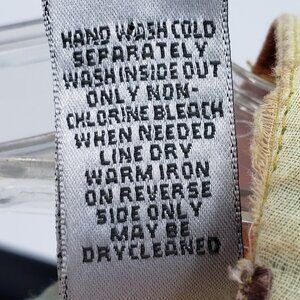 HAND WASH COLD
SEPARATELY
WASH INSIDE OUT
ONLY NON-
CHLORINE BLEACH
WHEN NEEDED
LINE DRY
WARM IRON
ON REVERSE
SIDE ONLY
MAY BE
DRYCLEANED